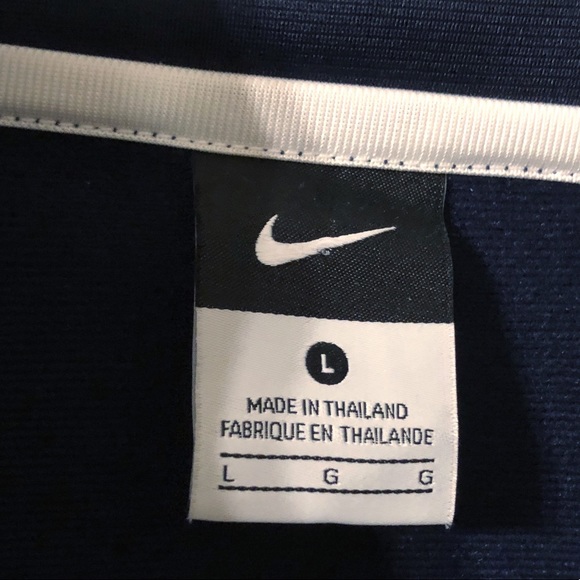 L
MADE IN THAILAND
FABRIQUE EN THAILANDE
L G G